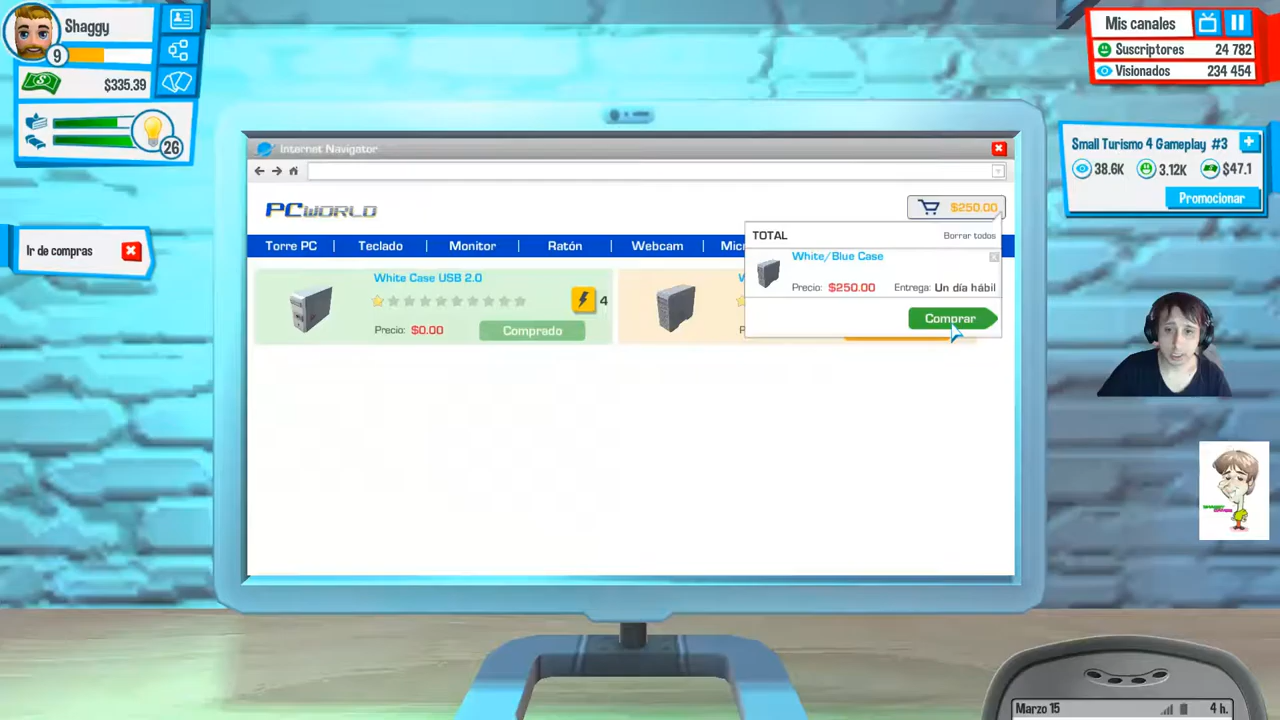 Shaggy
9
$335.39
26
Ir de compras
Mis canales
Suscriptores 24 782
Visionados 234 454
Small Turismo 4 Gameplay #3
38.6K 3.12K $47.1
Promocionar
Internet Navigator
PCWORLD
$250.00
Torre PC | Teclado | Monitor | Ratón | Webcam |
TOTAL Borrar todos
White/Blue Case
Precio: $250.00 Entrega: Un día hábil
Comprar
White Case USB 2.0
4
Precio: $0.00 Comprado
Marzo 15 4 h.